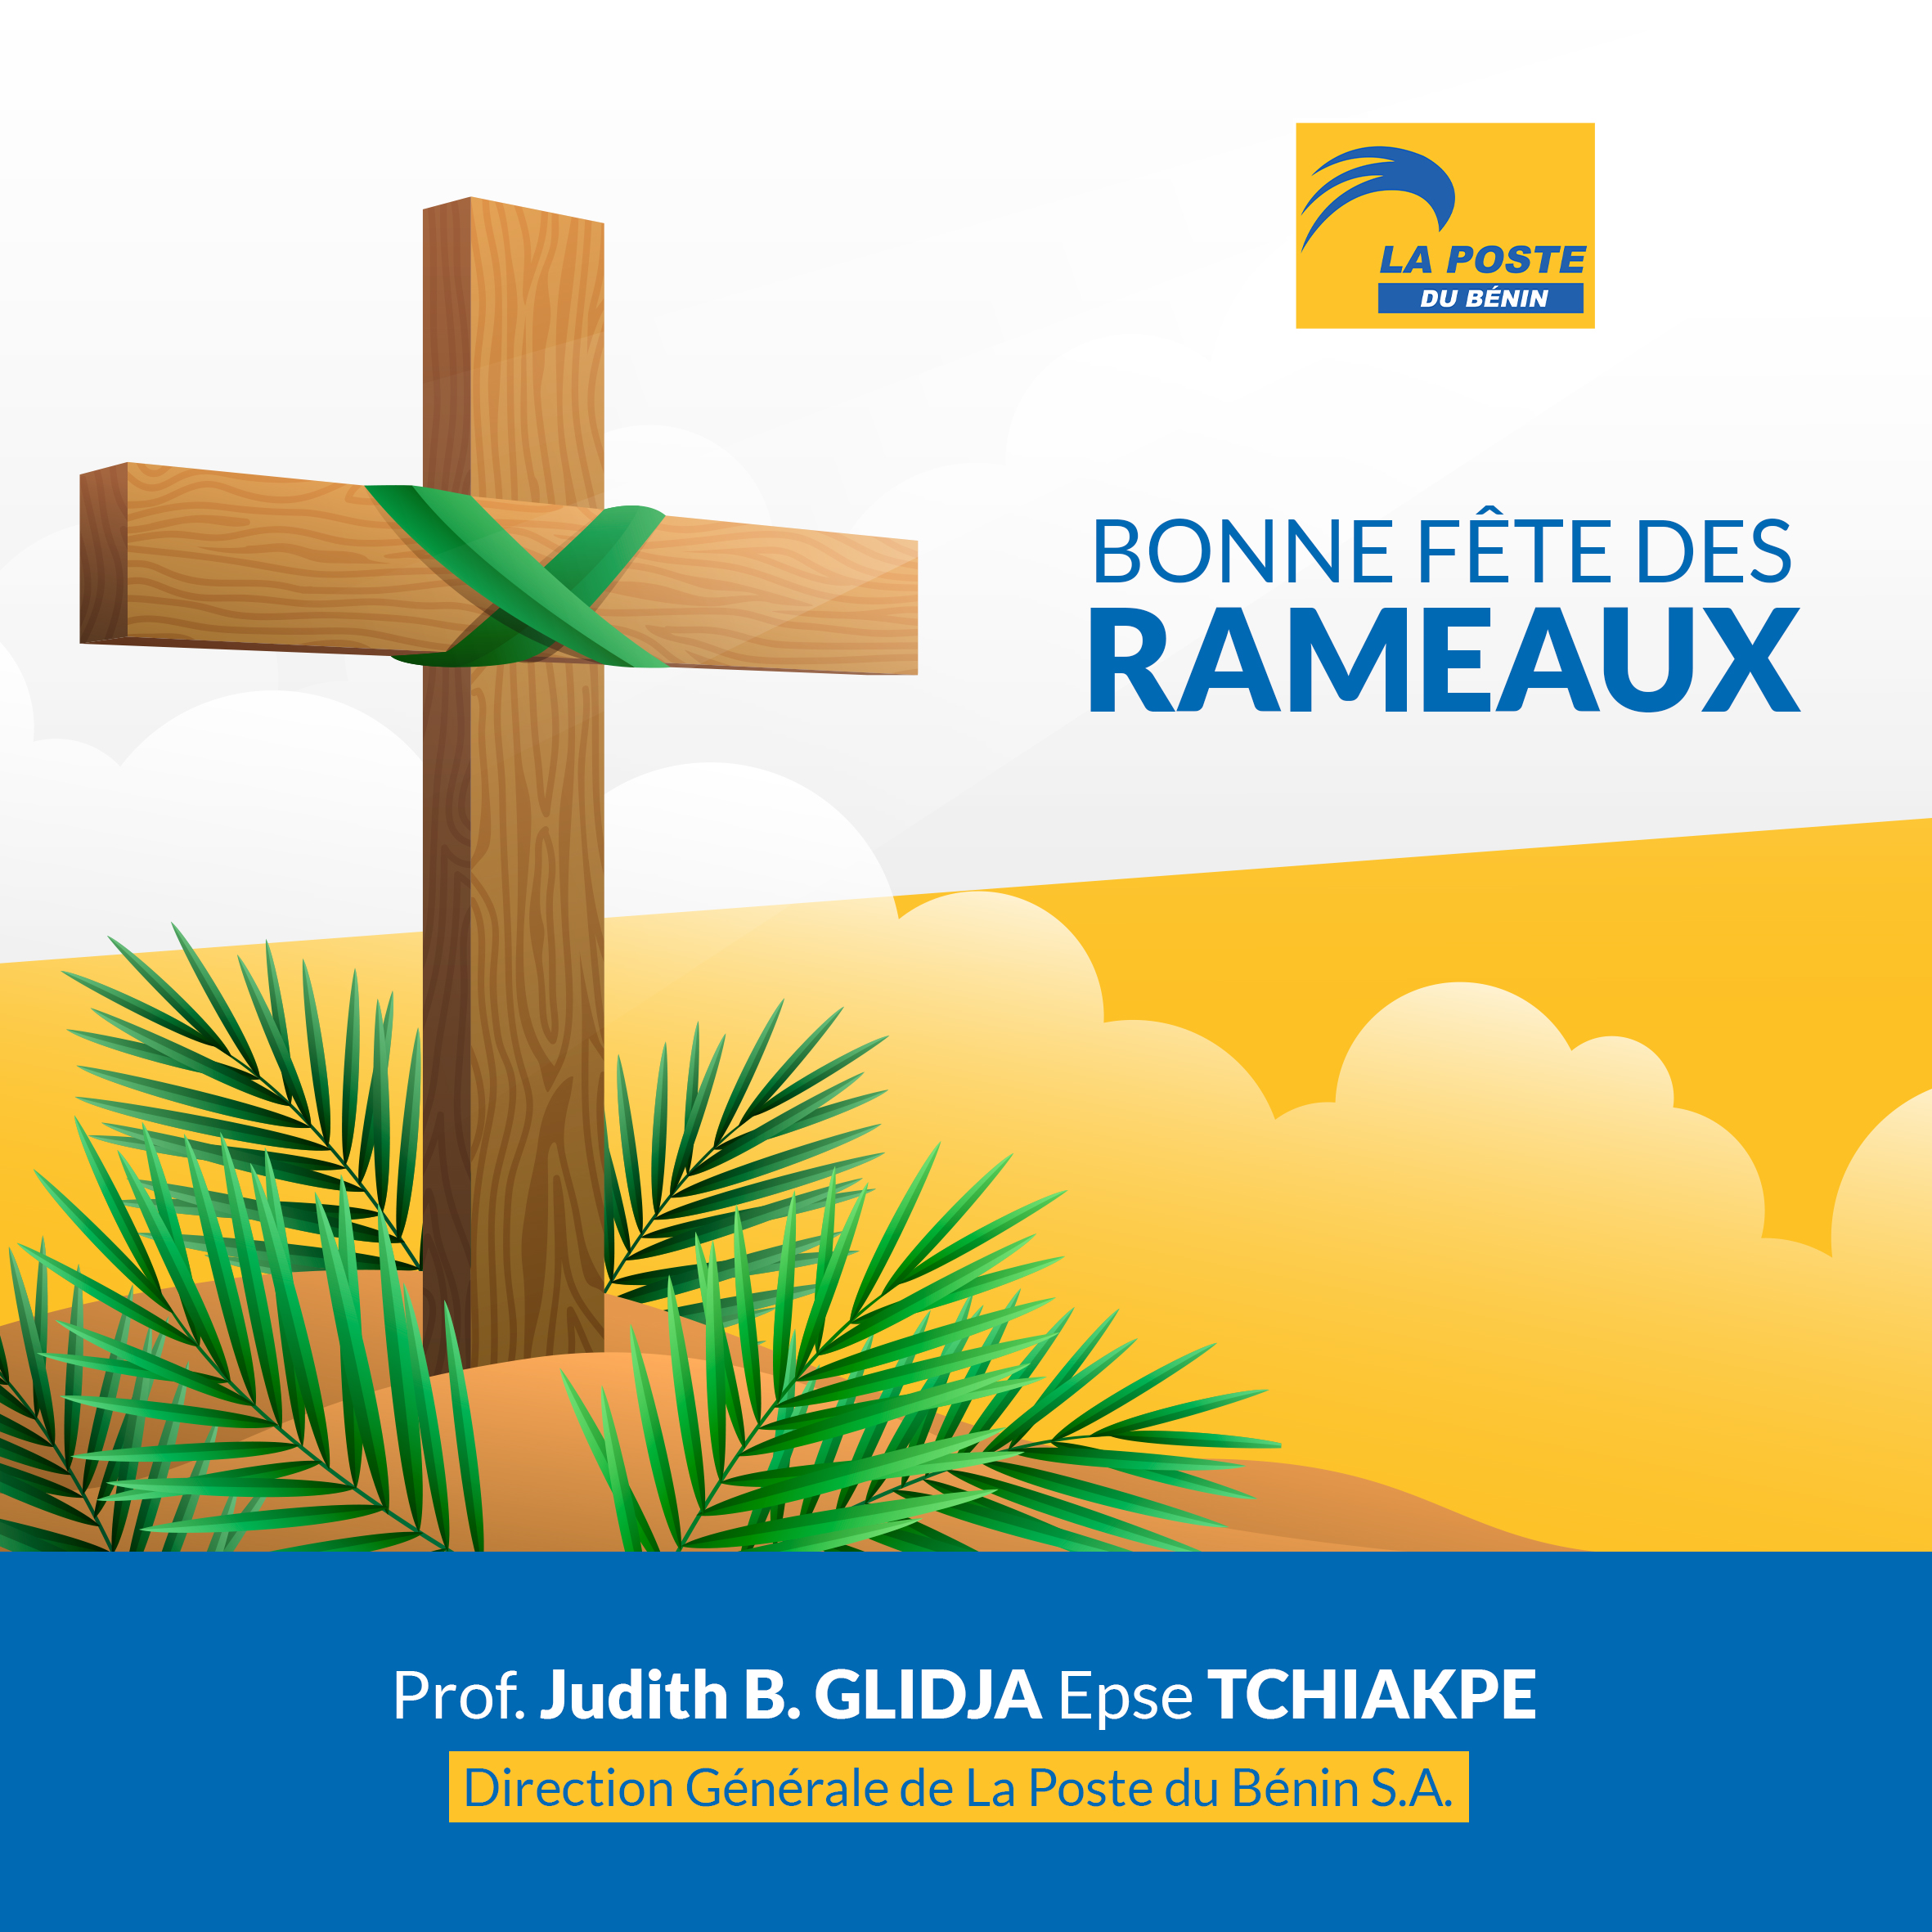 LA POSTE
DU BÉNIN
BONNE FÊTE DES
RAMEAUX
Prof. Judith B. GLIDJA Epse TCHIAKPE
Direction Générale de La Poste du Bénin S.A.